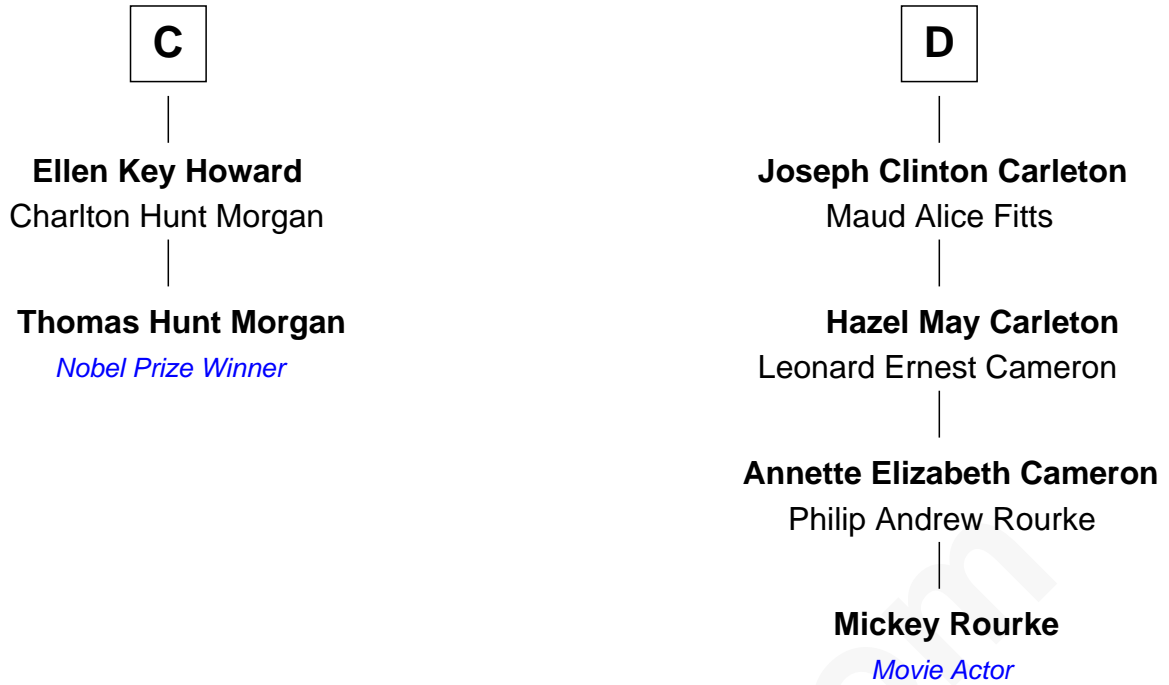 C
Ellen Key Howard
Charlton Hunt Morgan
Thomas Hunt Morgan
Nobel Prize Winner
D
Joseph Clinton Carleton
Maud Alice Fitts
Hazel May Carleton
Leonard Ernest Cameron
Annette Elizabeth Cameron
Philip Andrew Rourke
Mickey Rourke
Movie Actor
om